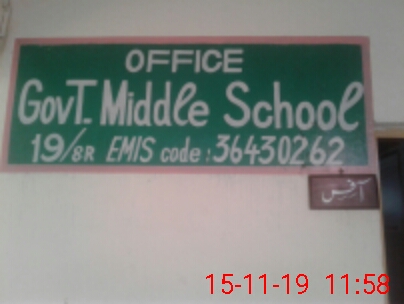 OFFICE
GovT. Middle School
19/8R EMIS code : 36430262
آفس
15-11-19 11:58